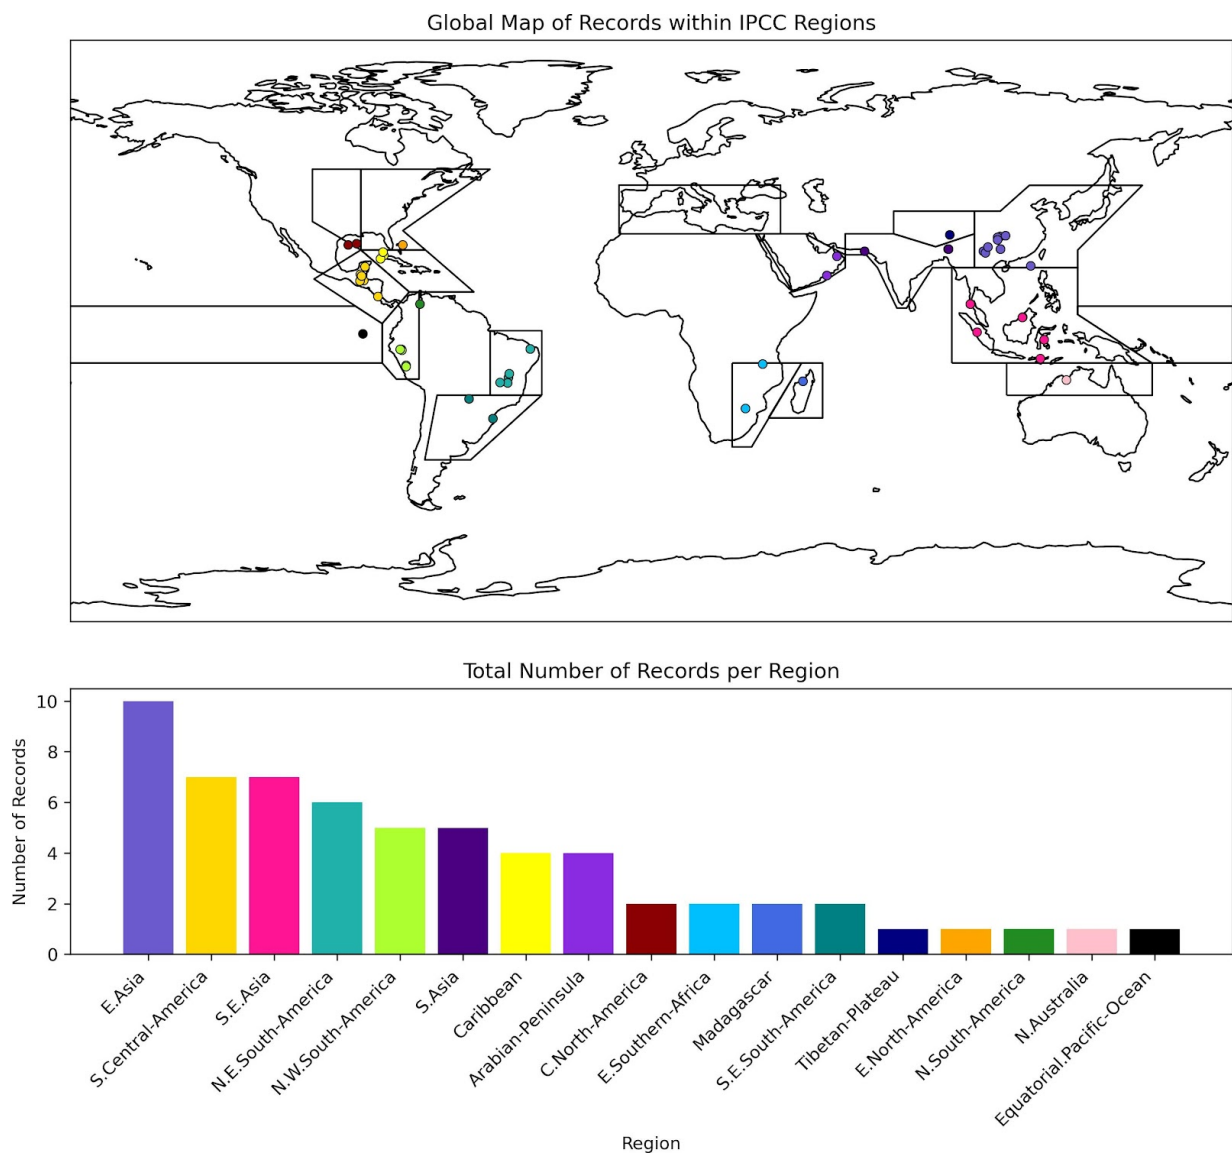 Global Map of Records within IPCC Regions
Total Number of Records per Region
Number of Records
10
8
6
4
2
0
E.Asia
S.Central-America
S.E.Asia
N.E.South-America
N.W.South-America
S.Asia
Caribbean
Arabian-Peninsula
C.North-America
E.Southern-Africa
Madagascar
S.E.South-America
Tibetan-Plateau
E.North-America
N.South-America
N.Australia
Equatorial.Pacific-Ocean
Region